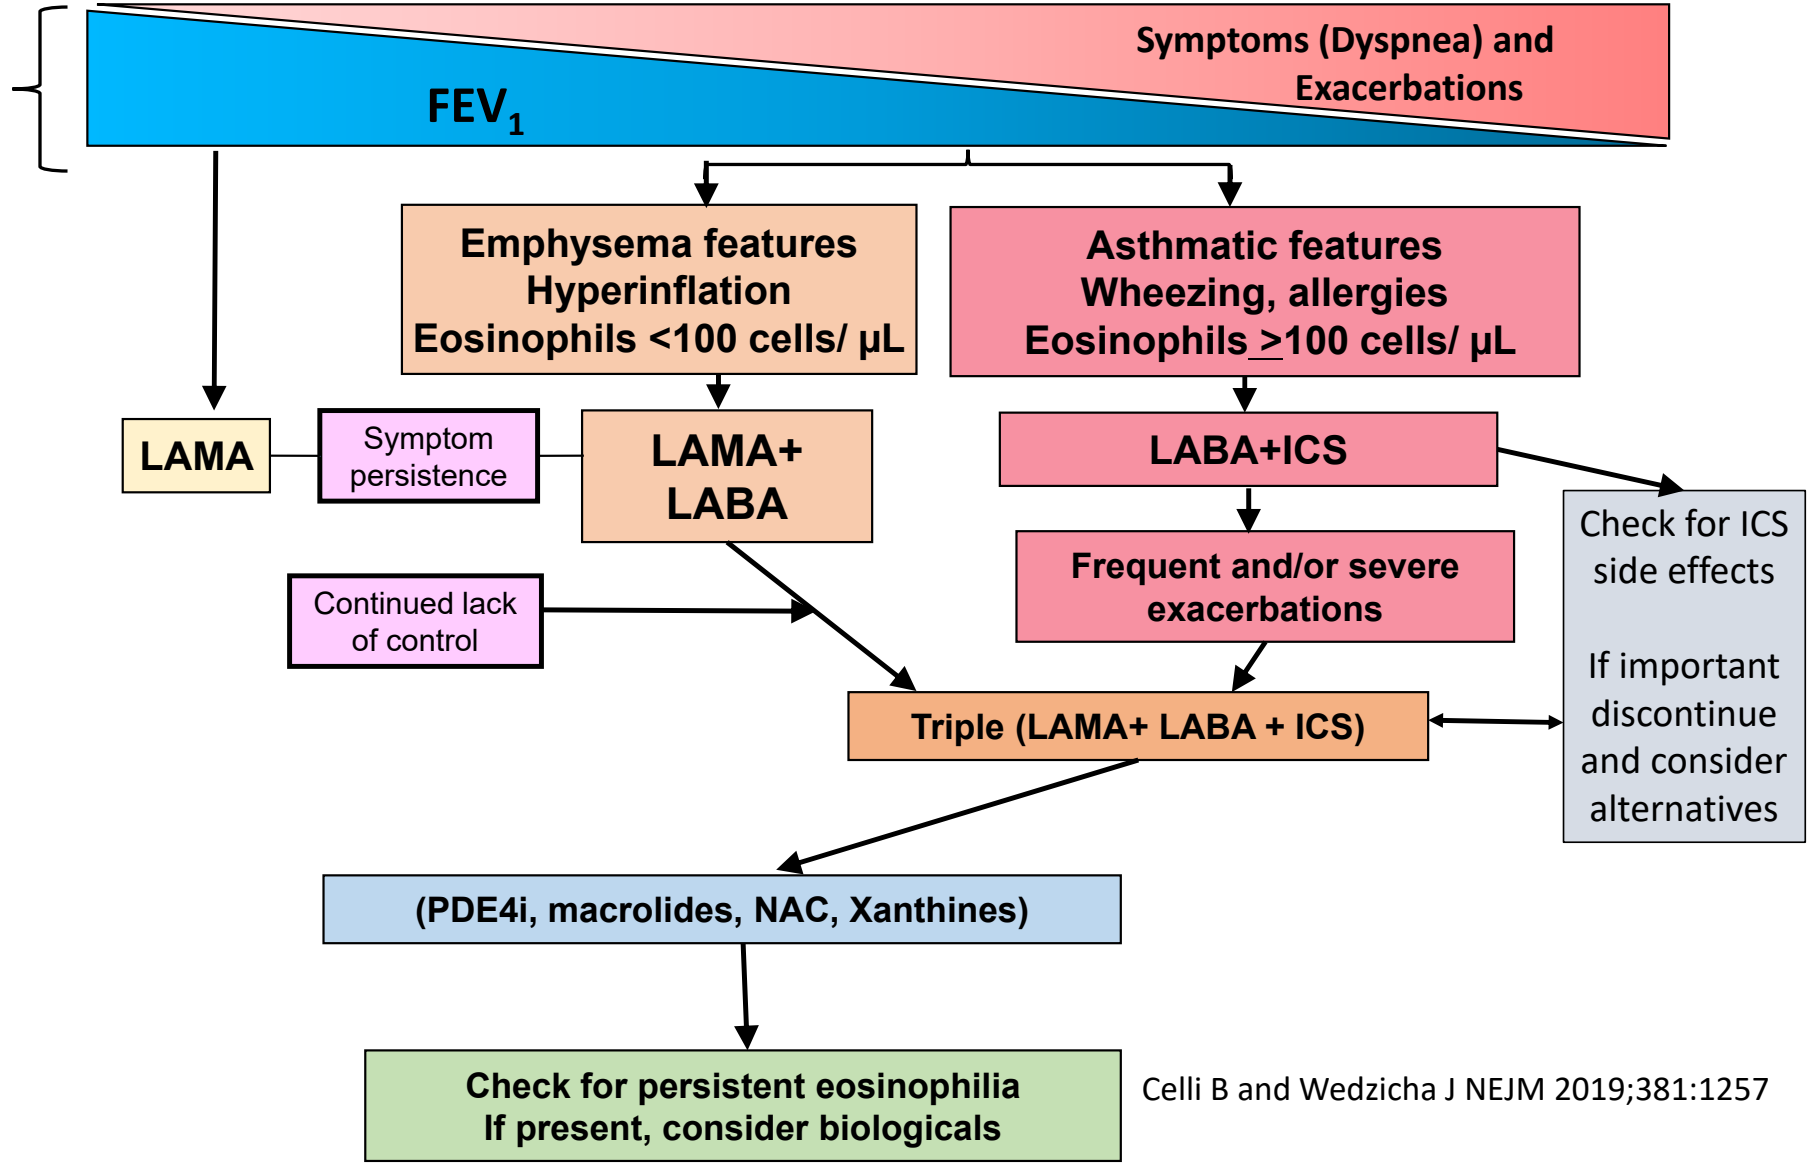 Symptoms (Dyspnea) and
Exacerbations
FEV₁
Emphysema features
Hyperinflation
Eosinophils <100 cells/ µL
Asthmatic features
Wheezing, allergies
Eosinophils >100 cells/ µL
LAMA
Symptom
persistence
LAMA+
LABA
LABA+ICS
Check for ICS
side effects
If important
discontinue
and consider
alternatives
Continued lack
of control
Frequent and/or severe
exacerbations
Triple (LAMA+ LABA + ICS)
(PDE4i, macrolides, NAC, Xanthines)
Check for persistent eosinophilia
If present, consider biologicals
Celli B and Wedzicha J NEJM 2019;381:1257